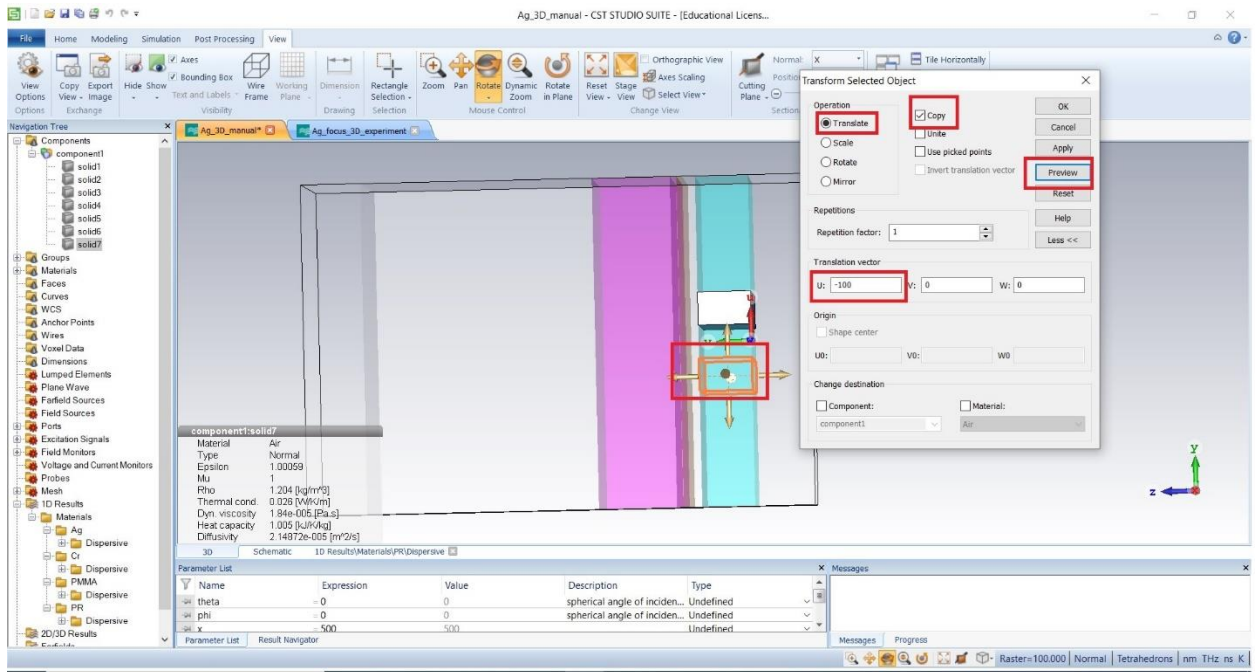 Ag_3D_manual - CST STUDIO SUITE - [Educational Licens...
File Home Modeling Simulation Post Processing View
View Options
Copy View
Export Image
Hide Show
Axes
Bounding Box
Text and Labels
Wire Frame
Working Plane
Dimension
Rectangle Selection
Zoom Pan Rotate Dynamic Zoom Rotate in Plane
Reset View Stage View
Orthographic View
Axes Scaling
Select View
Cutting Plane
Normal: X
Position
Tile Horizontally
Options Exchange Visibility Drawing Selection Mouse Control Change View Section
Navigation Tree
Components
component1
solid1
solid2
solid3
solid4
solid5
solid6
solid7
Groups
Materials
Faces
Curves
WCS
Anchor Points
Wires
Voxel Data
Dimensions
Lumped Elements
Plane Wave
Farfield Sources
Field Sources
Ports
Excitation Signals
Field Monitors
Voltage and Current Monitors
Probes
Mesh
1D Results
Materials
Ag
Dispersive
Cr
Dispersive
PMMA
Dispersive
PR
Dispersive
2D/3D Results
Ag_3D_manual*
Ag_focus_3D_experiment
u
v
component1:solid7
Material Air
Type Normal
Epsilon 1.00059
Mu 1
Rho 1.204 [kg/m^3]
Thermal cond. 0.026 [W/K/m]
Dyn. viscosity 1.84e-005 [Pa.s]
Heat capacity 1.005 [kJ/K/kg]
Diffusivity 2.14872e-005 [m^2/s]
y
z
Transform Selected Object
Operation
Translate
Scale
Rotate
Mirror
Copy
Unite
Use picked points
Invert translation vector
OK
Cancel
Apply
Preview
Reset
Help
Less <<
Repetitions
Repetition factor: 1
Translation vector
U: -100 V: 0 W: 0
Origin
Shape center
U0: V0: W0
Change destination
Component: Material:
component1 Air
3D Schematic 1D Results\Materials\PR\Dispersive
Parameter List
Name Expression Value Description Type
theta = 0 0 spherical angle of inciden... Undefined
phi = 0 0 spherical angle of inciden... Undefined
x = 500 500 Undefined
Parameter List Result Navigator
Messages
Messages Progress
Raster=100.000 Normal Tetrahedrons nm THz ns K